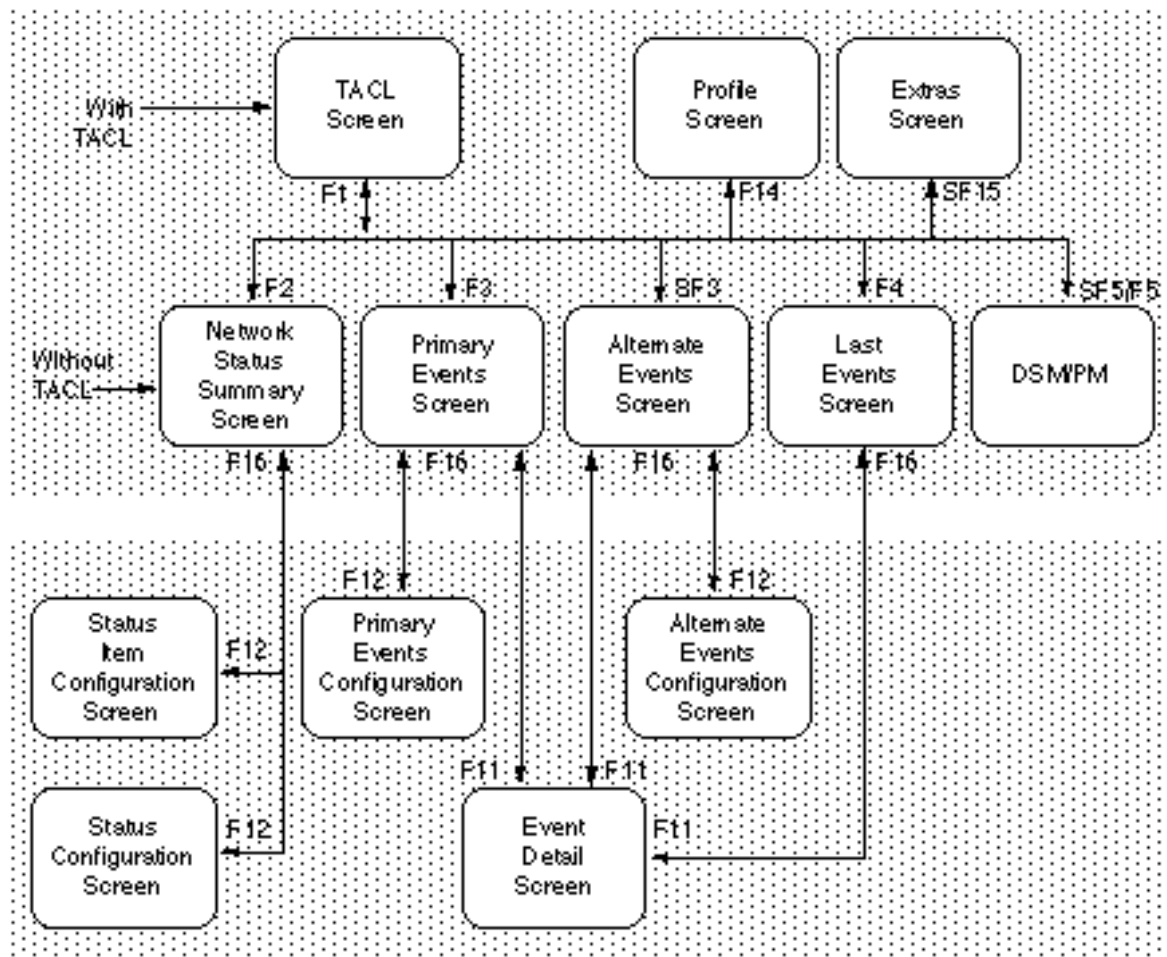 With
TACL
TACL
Screen
Profile
Screen
Extras
Screen
F1
F14
SF15
F2
F3
SF3
F4
SF5/F5
Without
TACL
Network
Status
Summary
Screen
Primary
Events
Screen
Alternate
Events
Screen
Last
Events
Screen
DSM/PM
F16
F16
F16
F16
F12
F12
Status
Item
Configuration
Screen
F12
Primary
Events
Configuration
Screen
Alternate
Events
Configuration
Screen
F11
F11
Status
Configuration
Screen
F12
Event
Detail
Screen
F11